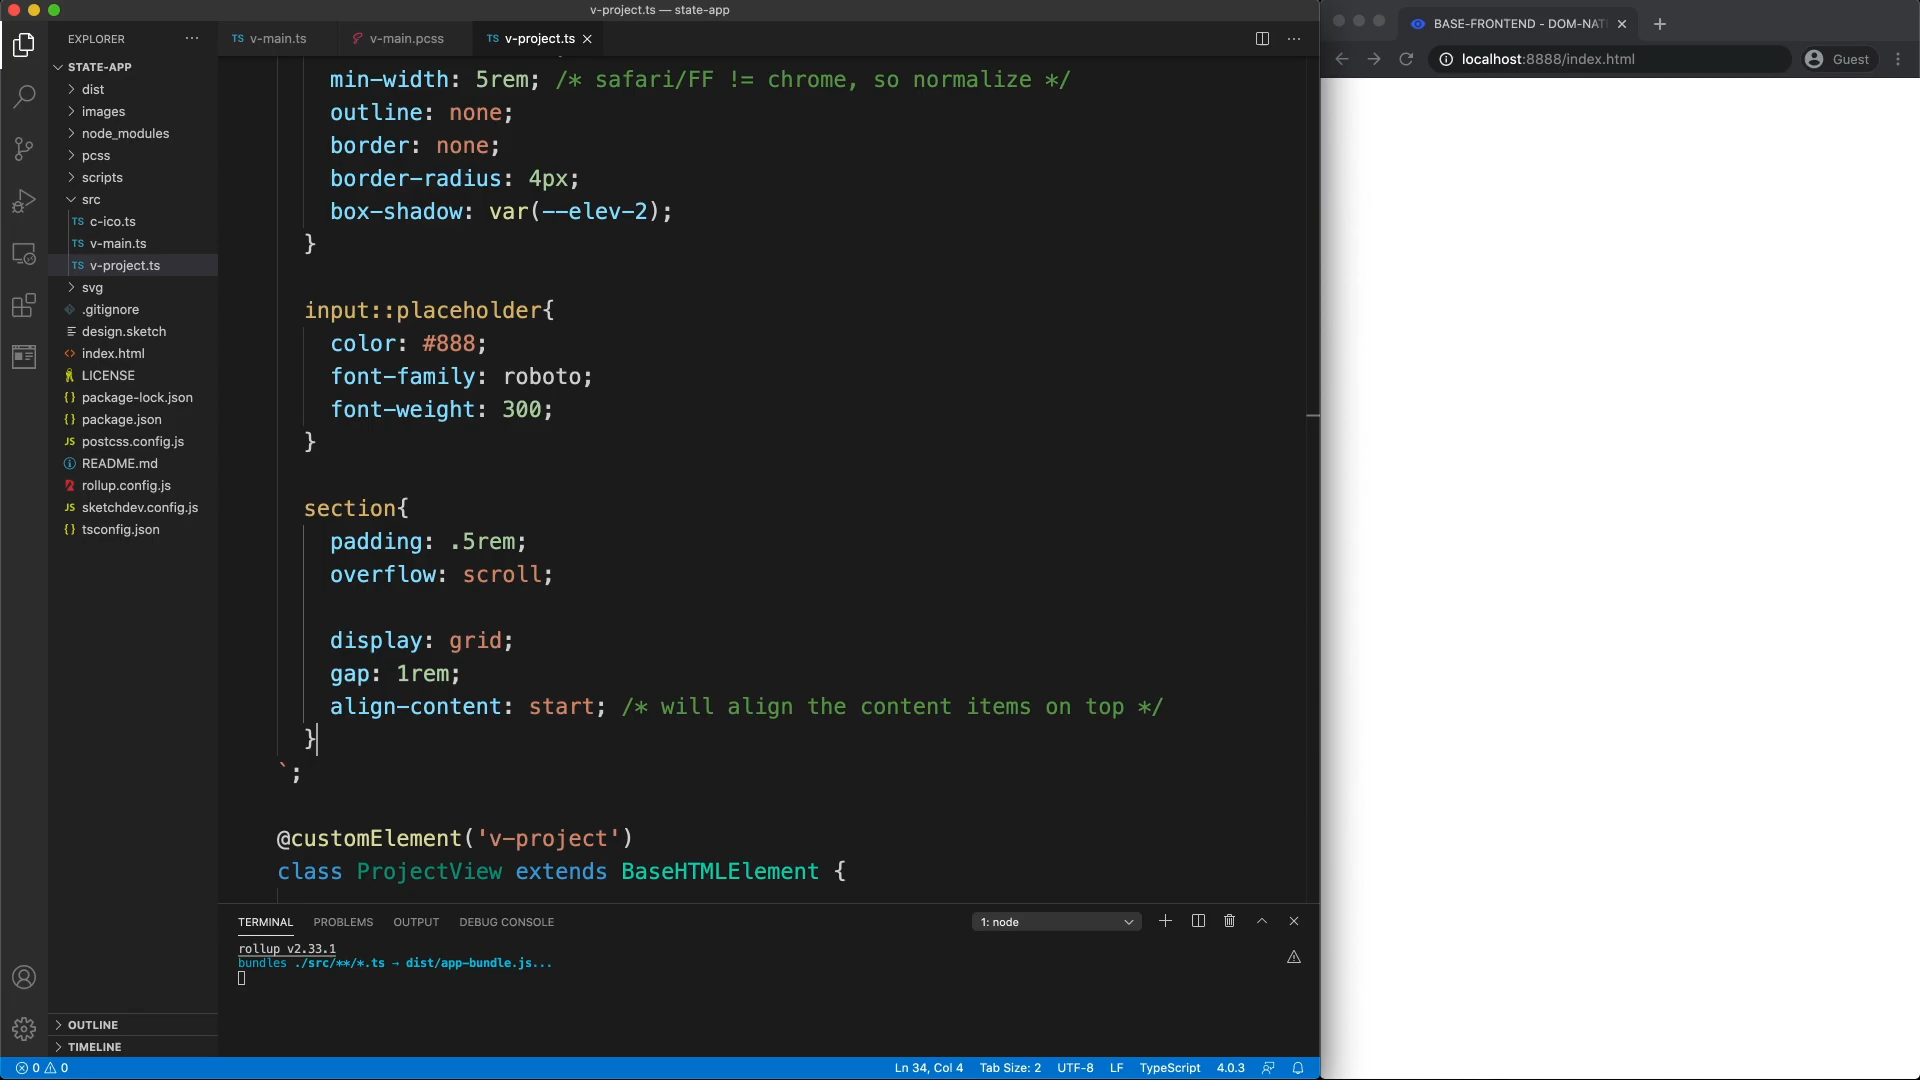 v-project.ts — state-app
EXPLORER
TS v-main.ts
v-main.pcss
TS v-project.ts
STATE-APP
dist
images
node_modules
pcss
scripts
src
TS c-ico.ts
TS v-main.ts
TS v-project.ts
svg
.gitignore
design.sketch
<> index.html
LICENSE
{} package-lock.json
{} package.json
JS postcss.config.js
README.md
rollup.config.js
JS sketchdev.config.js
{} tsconfig.json
OUTLINE
TIMELINE
min-width: 5rem; /* safari/FF != chrome, so normalize */
outline: none;
border: none;
border-radius: 4px;
box-shadow: var(--elev-2);
}
input::placeholder{
color: #888;
font-family: roboto;
font-weight: 300;
}
section{
padding: .5rem;
overflow: scroll;
display: grid;
gap: 1rem;
align-content: start; /* will align the content items on top */
}
`;
@customElement('v-project')
class ProjectView extends BaseHTMLElement {
TERMINAL PROBLEMS OUTPUT DEBUG CONSOLE
1: node
rollup v2.33.1
bundles ./src/**/*.ts → dist/app-bundle.js...
0 0
Ln 34, Col 4 Tab Size: 2 UTF-8 LF TypeScript 4.0.3
BASE-FRONTEND - DOM-NAT
localhost:8888/index.html
Guest